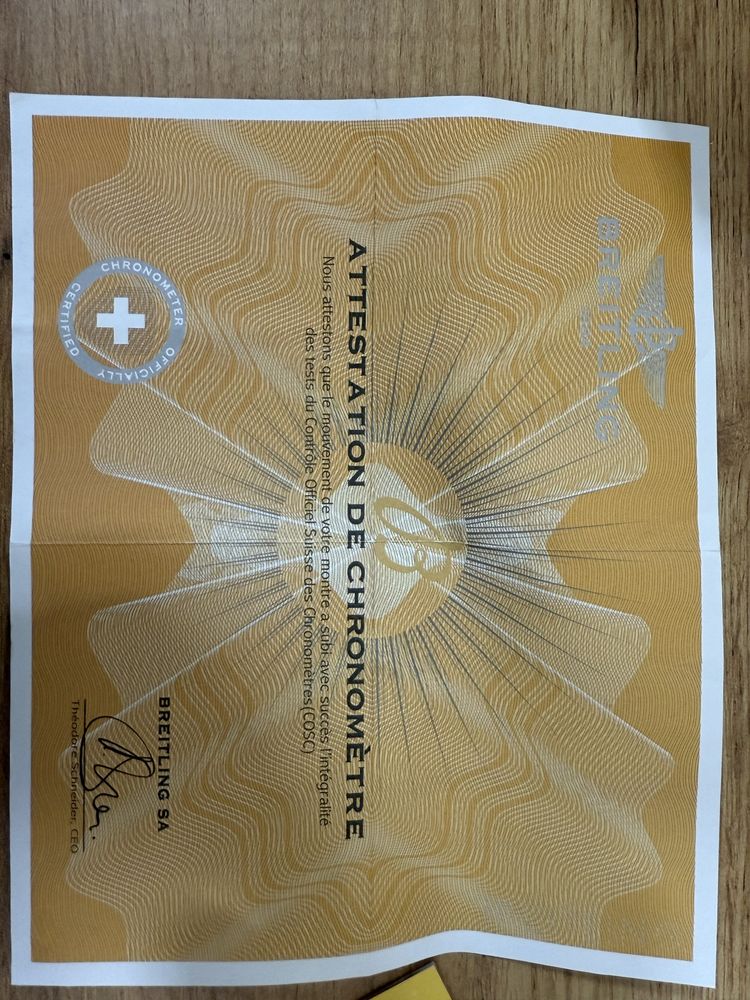 BREITLING
1884
ATTESTATION DE CHRONOMÈTRE
Nous attestons que le mouvement de votre montre a subi avec succès l'intégralité
des tests du Contrôle Officiel Suisse des Chronomètres (COSC)
CHRONOMETER OFFICIALLY CERTIFIED
BREITLING SA
Théodore Schneider, CEO